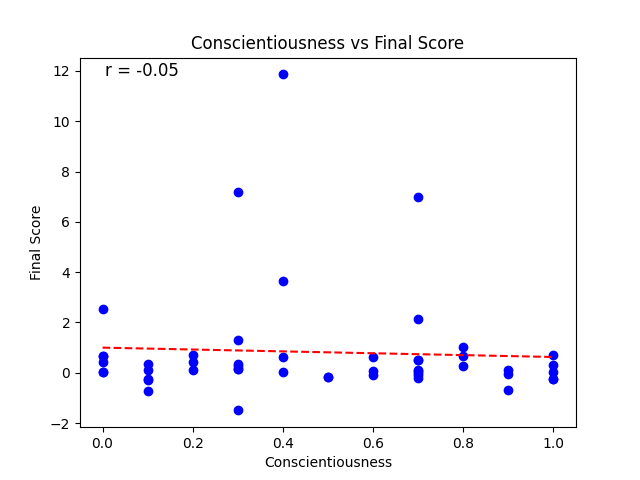 Conscientiousness vs Final Score
r = -0.05
12
10
8
6
4
2
0
−2
Final Score
0.0 0.2 0.4 0.6 0.8 1.0
Conscientiousness